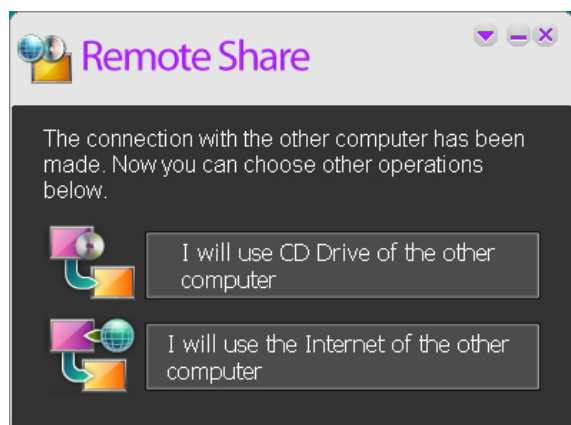 Remote Share
The connection with the other computer has been
made. Now you can choose other operations
below.
I will use CD Drive of the other
computer
I will use the Internet of the other
computer